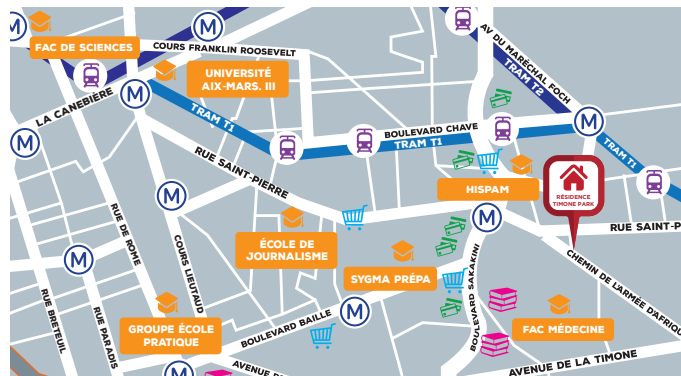 M
M
FAC DE SCIENCES
COURS FRANKLIN ROOSEVELT
AV DU MARÉCHAL FOCH
TRAM T2
UNIVERSITÉ
AIX-MARS. III
LA CANEBIÈRE
M
TRAM T1
BOULEVARD CHAVE
TRAM T1
M
TRAM T1
M
RUE SAINT-PIERRE
HISPAM
RÉSIDENCE
TIMONE PARK
M
M
RUE SAINT-P
RUE DE ROME
COURS LIEUTAUD
ÉCOLE DE
JOURNALISME
M
SYGMA PRÉPA
BOULEVARD SAKAKINI
CHEMIN DE L'ARMÉE D'AFRIQU
RUE BRETEUIL
RUE PARADIS
GROUPE ÉCOLE
PRATIQUE
BOULEVARD BAILLE
M
FAC MÉDECINE
M
AVENUE D
AVENUE DE LA TIMONE